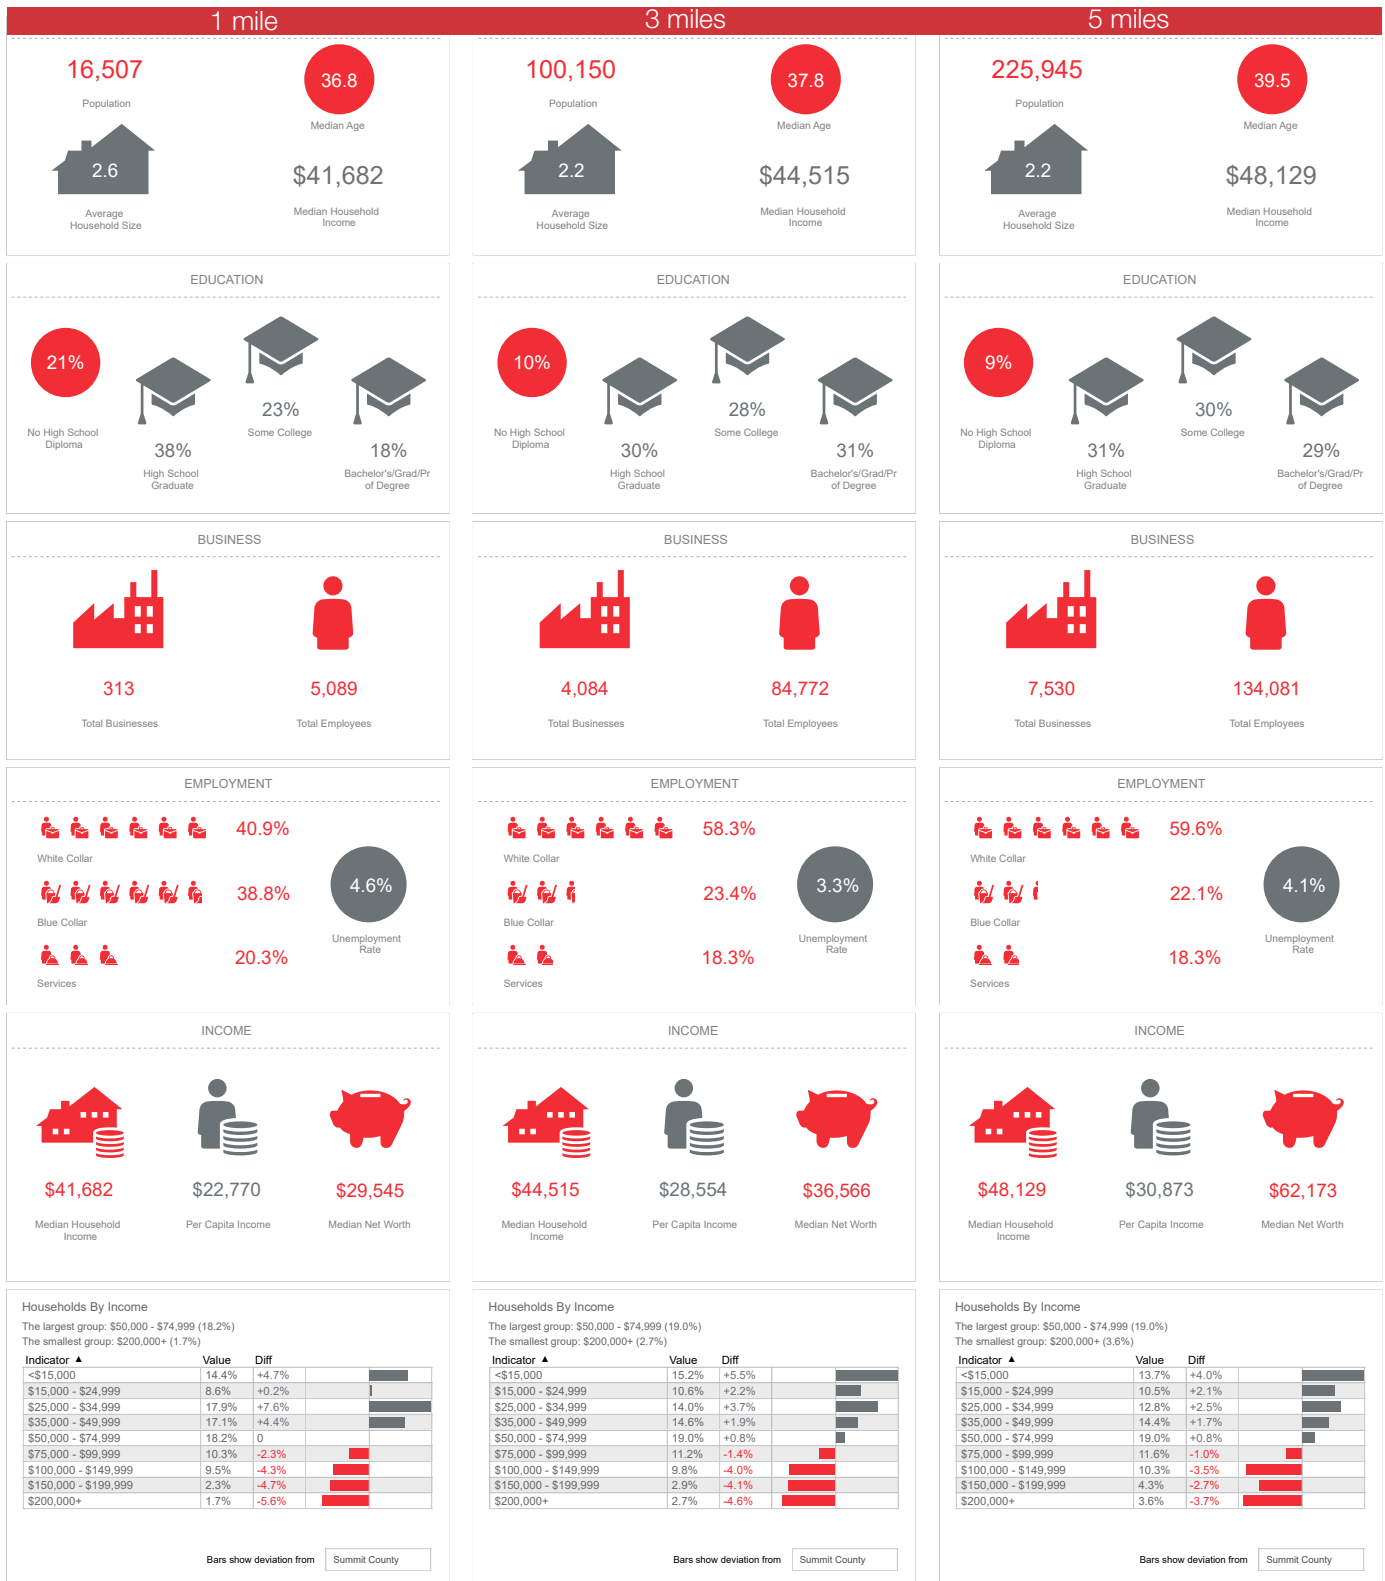 1 mile
16,507
Population
36.8
Median Age
2.6
Average
Household Size
$41,682
Median Household
Income
EDUCATION
21%
No High School
Diploma
38%
High School
Graduate
23%
Some College
18%
Bachelor's/Grad/Pr
of Degree
BUSINESS
313
Total Businesses
5,089
Total Employees
EMPLOYMENT
40.9%
White Collar
38.8%
Blue Collar
20.3%
Services
4.6%
Unemployment
Rate
INCOME
$41,682
Median Household
Income
$22,770
Per Capita Income
$29,545
Median Net Worth
Households By Income
The largest group: $50,000 - $74,999 (18.2%)
The smallest group: $200,000+ (1.7%)
Indicator ▲ Value Diff
<$15,000 14.4% +4.7%
$15,000 - $24,999 8.6% +0.2%
$25,000 - $34,999 17.9% +7.6%
$35,000 - $49,999 17.1% +4.4%
$50,000 - $74,999 18.2% 0
$75,000 - $99,999 10.3% -2.3%
$100,000 - $149,999 9.5% -4.3%
$150,000 - $199,999 2.3% -4.7%
$200,000+ 1.7% -5.6%
Bars show deviation from Summit County
3 miles
100,150
Population
37.8
Median Age
2.2
Average
Household Size
$44,515
Median Household
Income
EDUCATION
10%
No High School
Diploma
30%
High School
Graduate
28%
Some College
31%
Bachelor's/Grad/Pr
of Degree
BUSINESS
4,084
Total Businesses
84,772
Total Employees
EMPLOYMENT
58.3%
White Collar
23.4%
Blue Collar
18.3%
Services
3.3%
Unemployment
Rate
INCOME
$44,515
Median Household
Income
$28,554
Per Capita Income
$36,566
Median Net Worth
Households By Income
The largest group: $50,000 - $74,999 (19.0%)
The smallest group: $200,000+ (2.7%)
Indicator ▲ Value Diff
<$15,000 15.2% +5.5%
$15,000 - $24,999 10.6% +2.2%
$25,000 - $34,999 14.0% +3.7%
$35,000 - $49,999 14.6% +1.9%
$50,000 - $74,999 19.0% +0.8%
$75,000 - $99,999 11.2% -1.4%
$100,000 - $149,999 9.8% -4.0%
$150,000 - $199,999 2.9% -4.1%
$200,000+ 2.7% -4.6%
Bars show deviation from Summit County
5 miles
225,945
Population
39.5
Median Age
2.2
Average
Household Size
$48,129
Median Household
Income
EDUCATION
9%
No High School
Diploma
31%
High School
Graduate
30%
Some College
29%
Bachelor's/Grad/Pr
of Degree
BUSINESS
7,530
Total Businesses
134,081
Total Employees
EMPLOYMENT
59.6%
White Collar
22.1%
Blue Collar
18.3%
Services
4.1%
Unemployment
Rate
INCOME
$48,129
Median Household
Income
$30,873
Per Capita Income
$62,173
Median Net Worth
Households By Income
The largest group: $50,000 - $74,999 (19.0%)
The smallest group: $200,000+ (3.6%)
Indicator ▲ Value Diff
<$15,000 13.7% +4.0%
$15,000 - $24,999 10.5% +2.1%
$25,000 - $34,999 12.8% +2.5%
$35,000 - $49,999 14.4% +1.7%
$50,000 - $74,999 19.0% +0.8%
$75,000 - $99,999 11.6% -1.0%
$100,000 - $149,999 10.3% -3.5%
$150,000 - $199,999 4.3% -2.7%
$200,000+ 3.6% -3.7%
Bars show deviation from Summit County